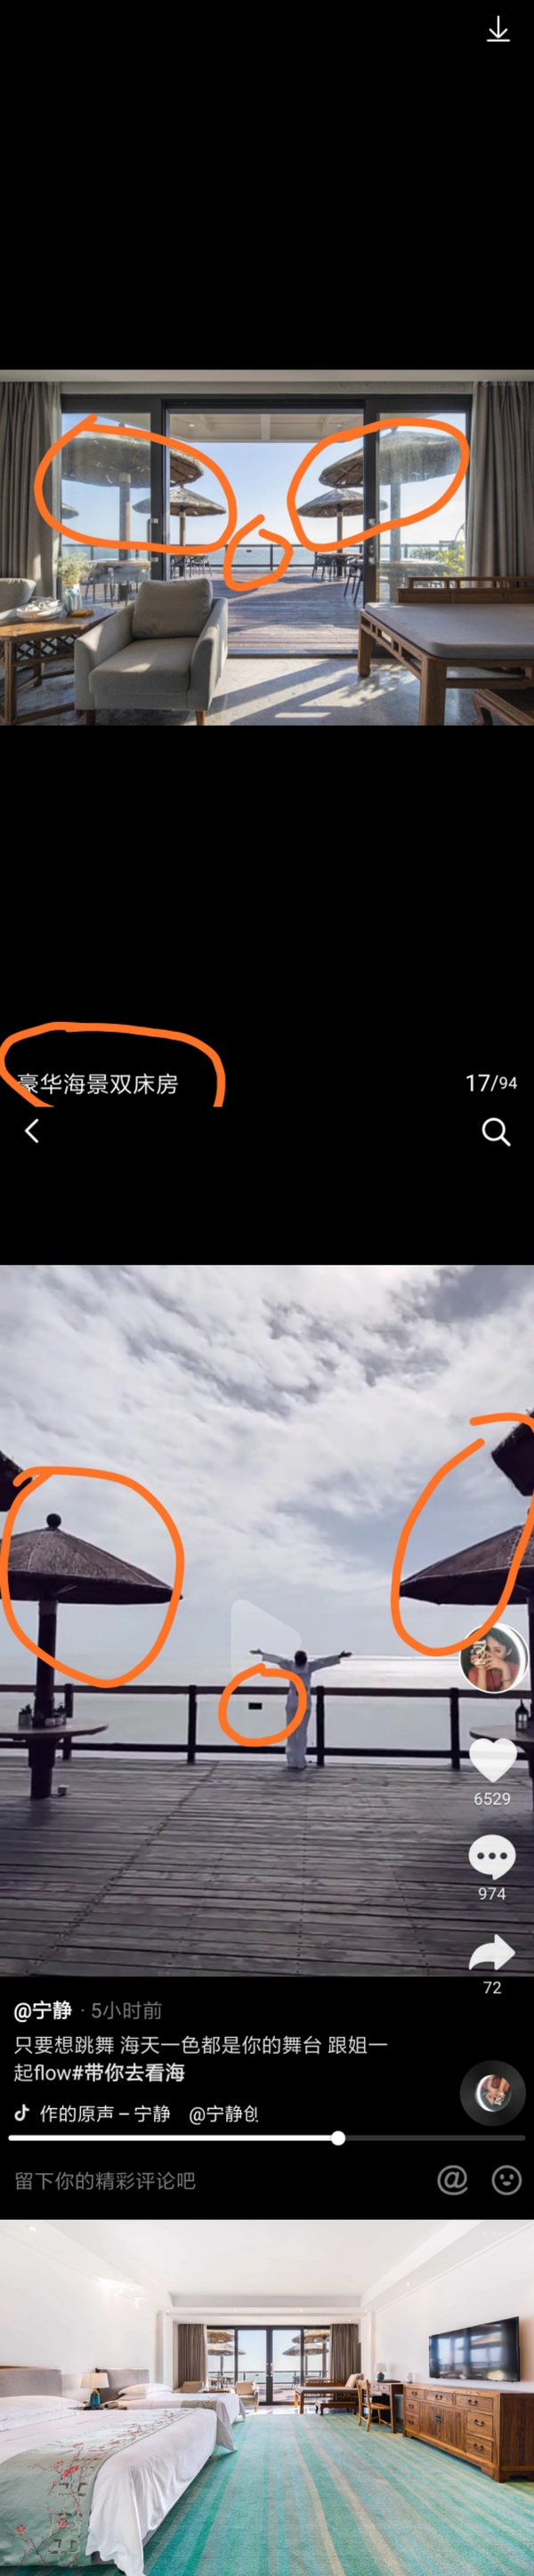 豪华海景双床房
17/94
6529
974
72
@宁静 · 5小时前
只要想跳舞 海天一色都是你的舞台 跟姐一
起flow#带你去看海
作的原声 – 宁静 @宁静创
留下你的精彩评论吧